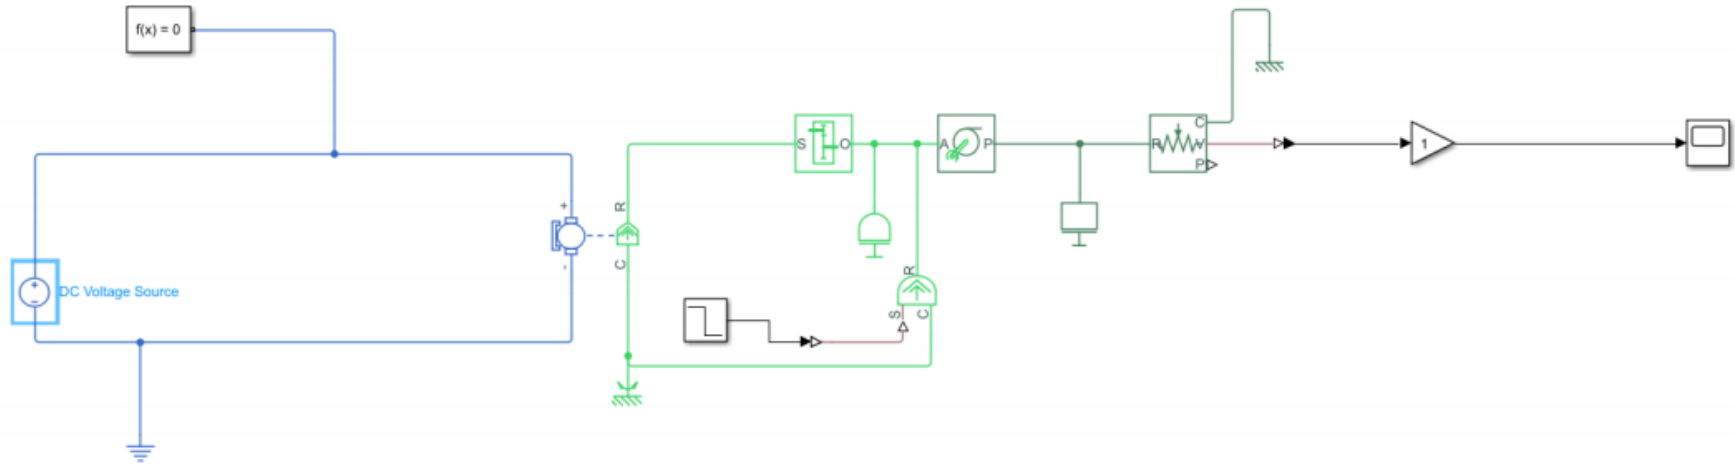 f(x) = 0
C
S
O
A
P
R
V
P
1
R
+
C
-
R
S
C
+
−
DC Voltage Source